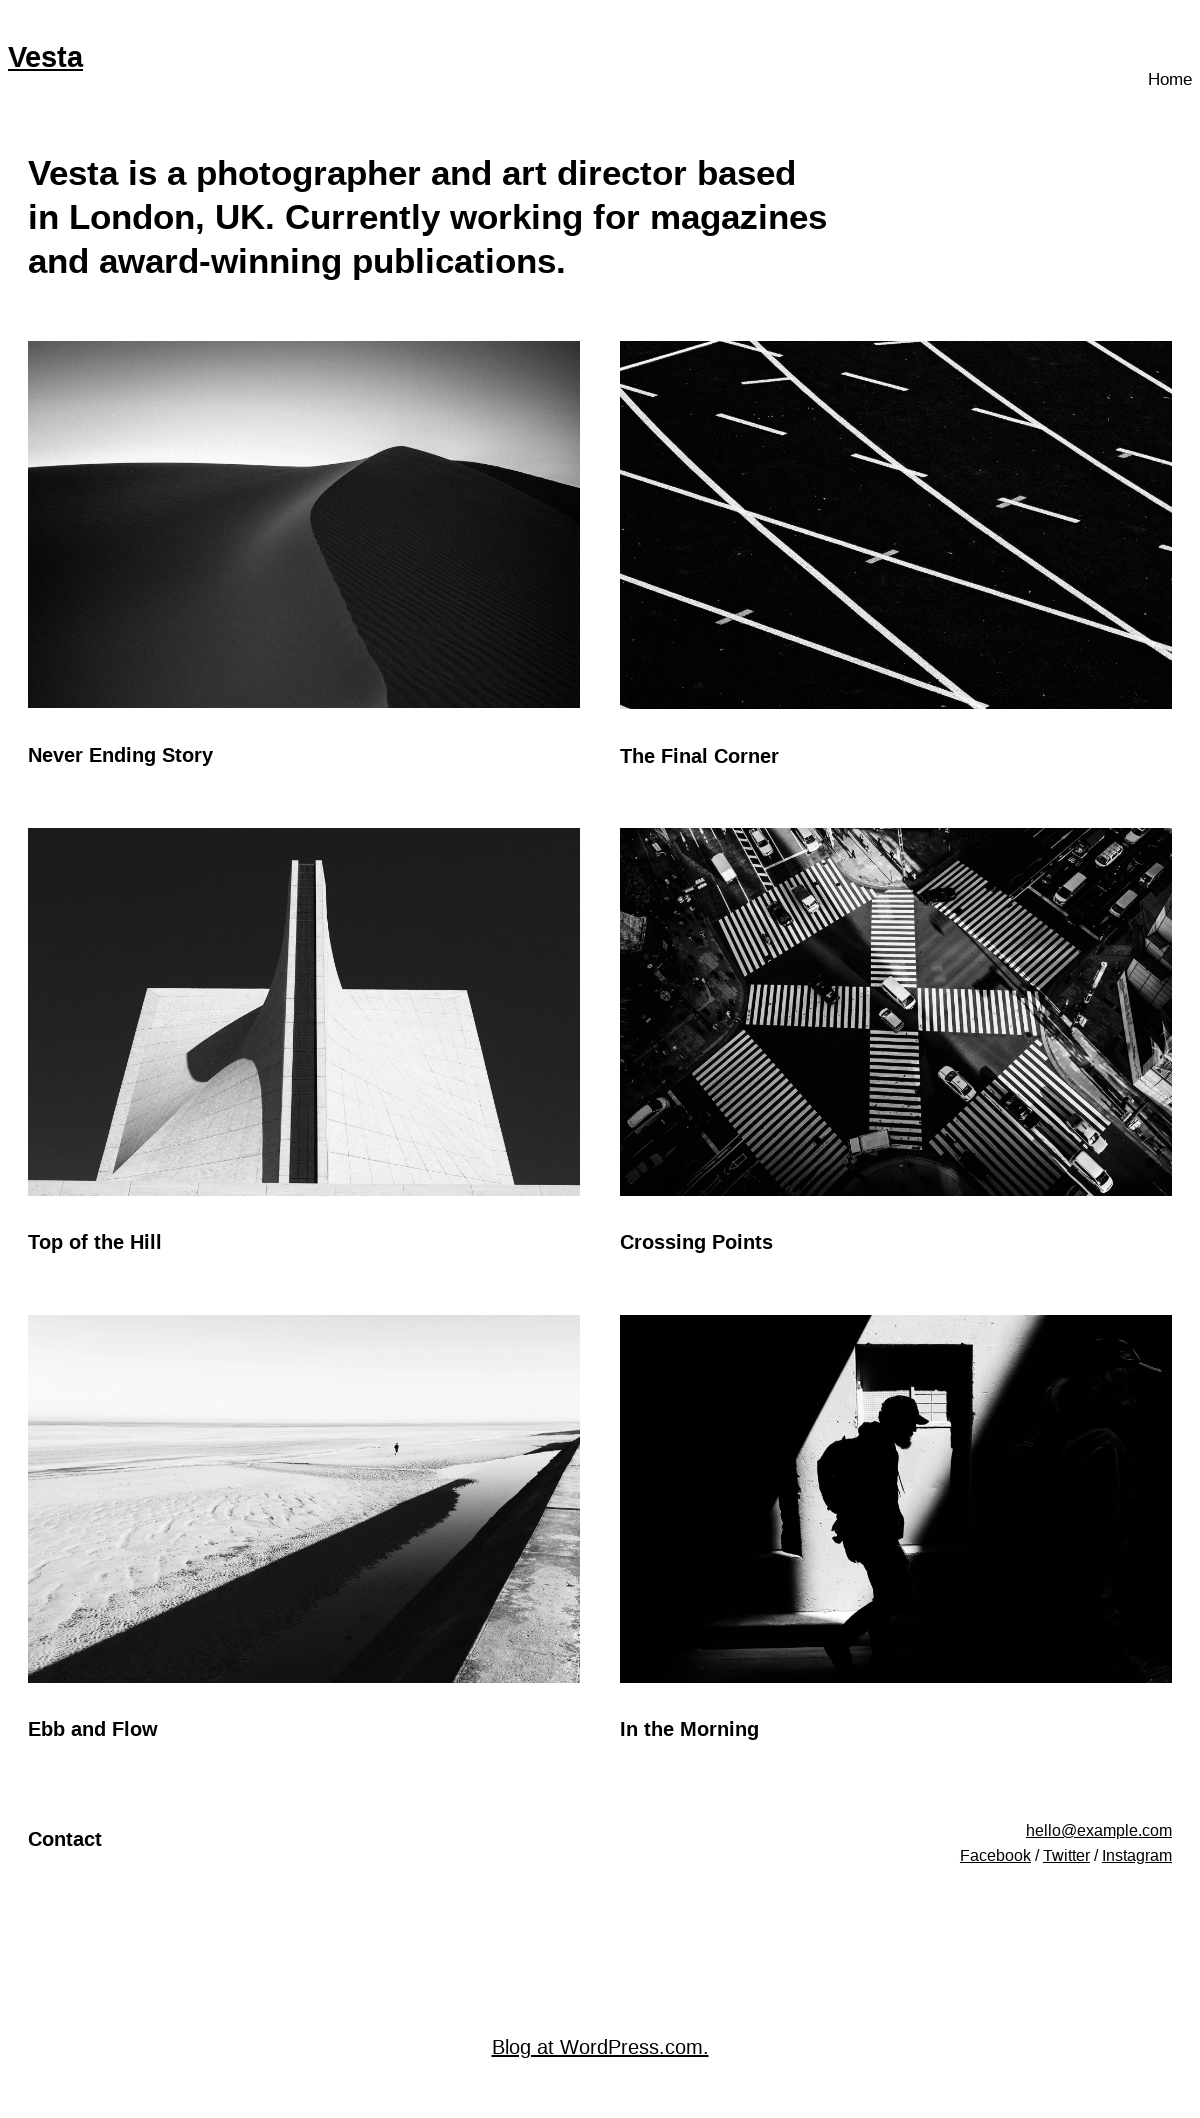 Vesta
Home
Vesta is a photographer and art director based
in London, UK. Currently working for magazines
and award-winning publications.
Never Ending Story
The Final Corner
Top of the Hill
Crossing Points
Ebb and Flow
In the Morning
Contact
hello@example.com
Facebook / Twitter / Instagram
Blog at WordPress.com.